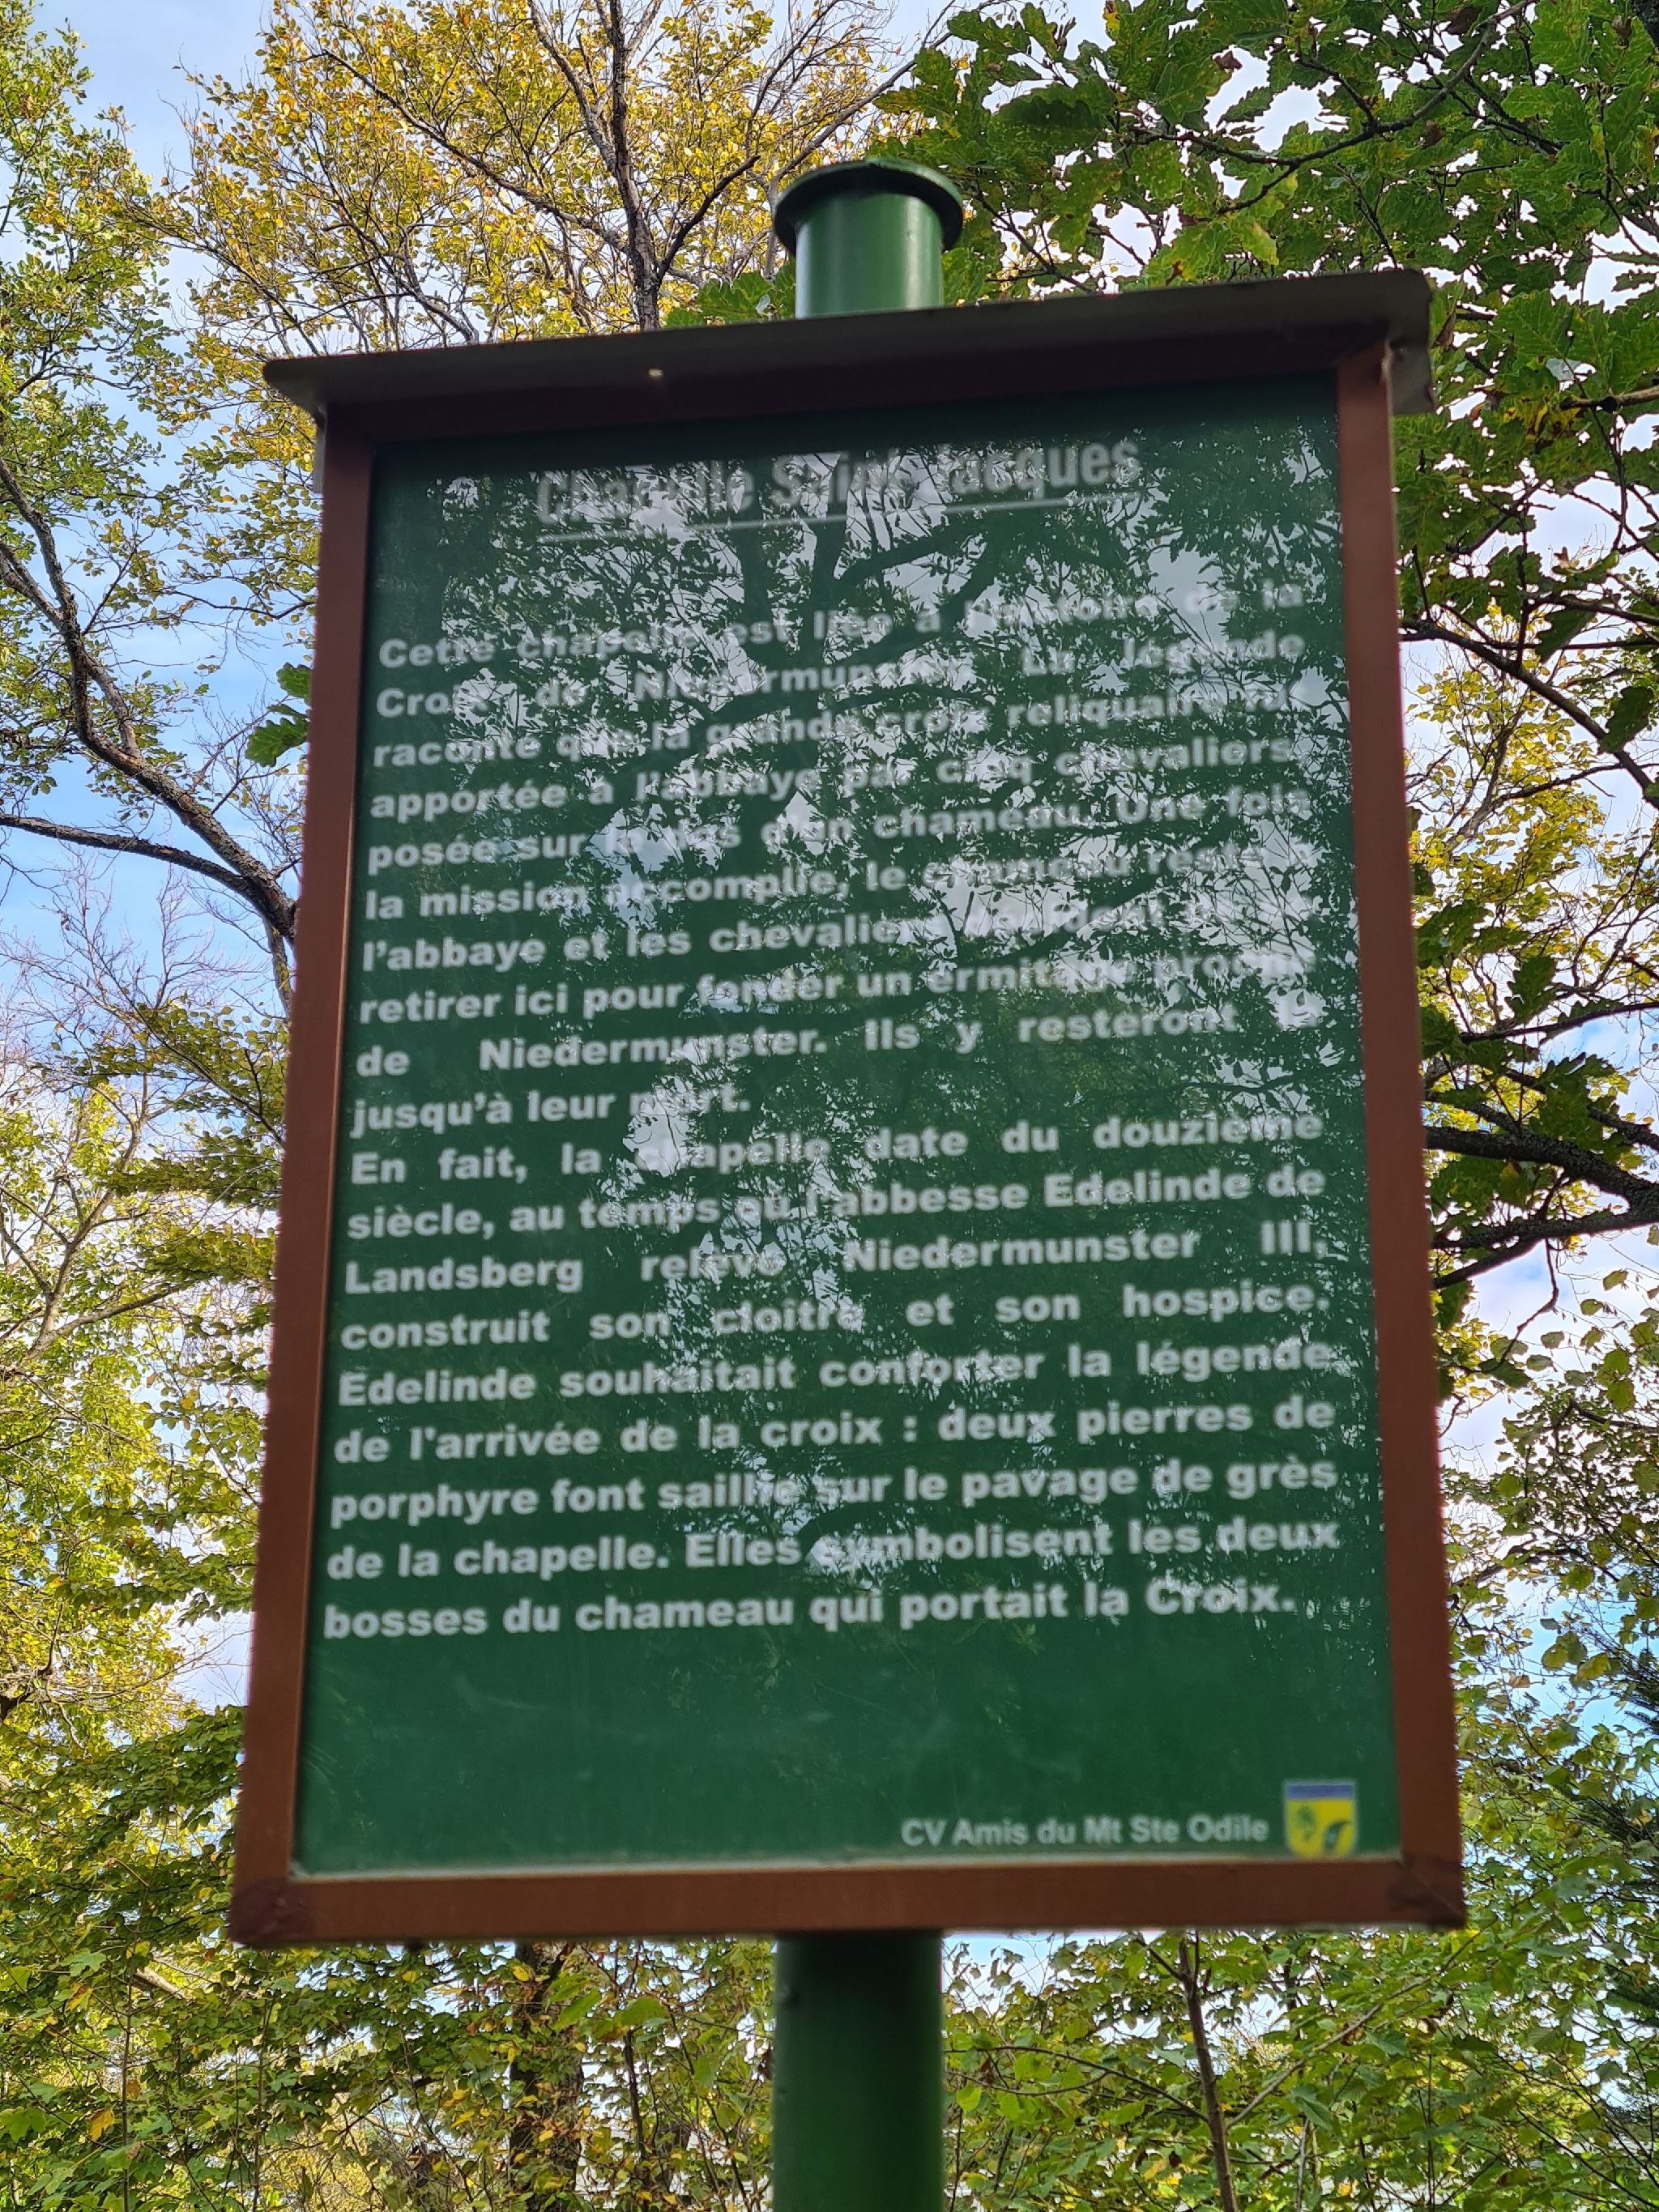 Chapelle Saint Jacques
Cette chapelle est liée à l'histoire de la
Croix de Niedermunster. La légende
raconte que la grande croix reliquaire fut
apportée à l'abbaye par cinq chevaliers,
posée sur le dos d'un chameau. Une fois
la mission accomplie, le chameau reste à
l'abbaye et les chevaliers décident de se
retirer ici pour fonder un ermitage proche
de Niedermunster. Ils y resteront là
jusqu'à leur mort.
En fait, la chapelle date du douzième
siècle, au temps où l'abbesse Edelinde de
Landsberg relève Niedermunster III,
construit son cloître et son hospice.
Edelinde souhaitait conforter la légende
de l'arrivée de la croix : deux pierres de
porphyre font saillie sur le pavage de grès
de la chapelle. Elles symbolisent les deux
bosses du chameau qui portait la Croix.
CV Amis du Mt Ste Odile